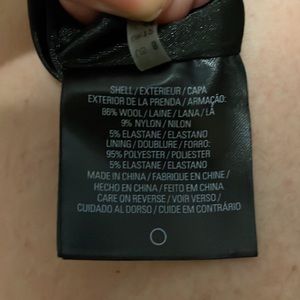 SHELL / EXTERIEUR / CAPA
EXTERIOR DE LA PRENDA / ARMAÇÃO:
86% WOOL / LAINE / LANA / LÃ
9% NYLON / NILON
5% ELASTANE / ELASTANO
LINING / DOUBLURE / FORRO:
95% POLYESTER / POLIESTER
5% ELASTANE / ELASTANO
MADE IN CHINA / FABRIQUE EN CHINE /
HECHO EN CHINA / FEITO EM CHINA
CARE ON REVERSE / VOIR VERSO /
CUIDADO AL DORSO / CUIDE EM CONTRÁRIO